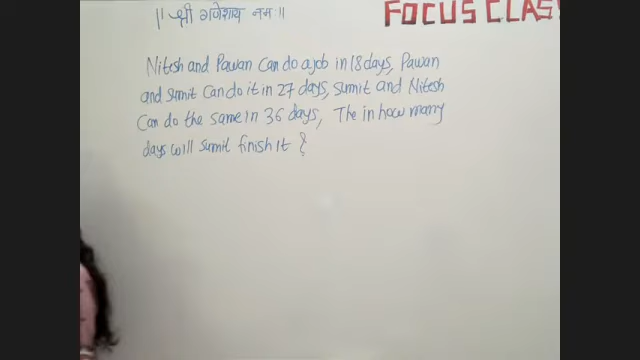 || श्री गणेशाय नमः ||
FOCUS CLAS
Nitesh and Pawan Can do a job in 18 days, Pawan
and Sumit Can do it in 27 days, Sumit and Nitesh
Can do the same in 36 days, The in how marry
days will Sumit finish it